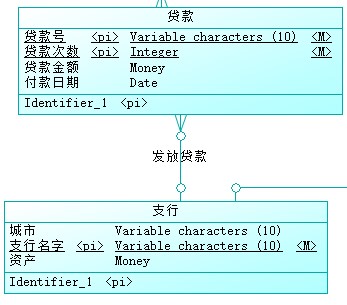 贷款
贷款号 <pi> Variable characters (10) <M>
贷款次数 <pi> Integer <M>
贷款金额 Money
付款日期 Date
Identifier_1 <pi>
发放贷款
支行
城市 Variable characters (10)
支行名字 <pi> Variable characters (10) <M>
资产 Money
Identifier_1 <pi>